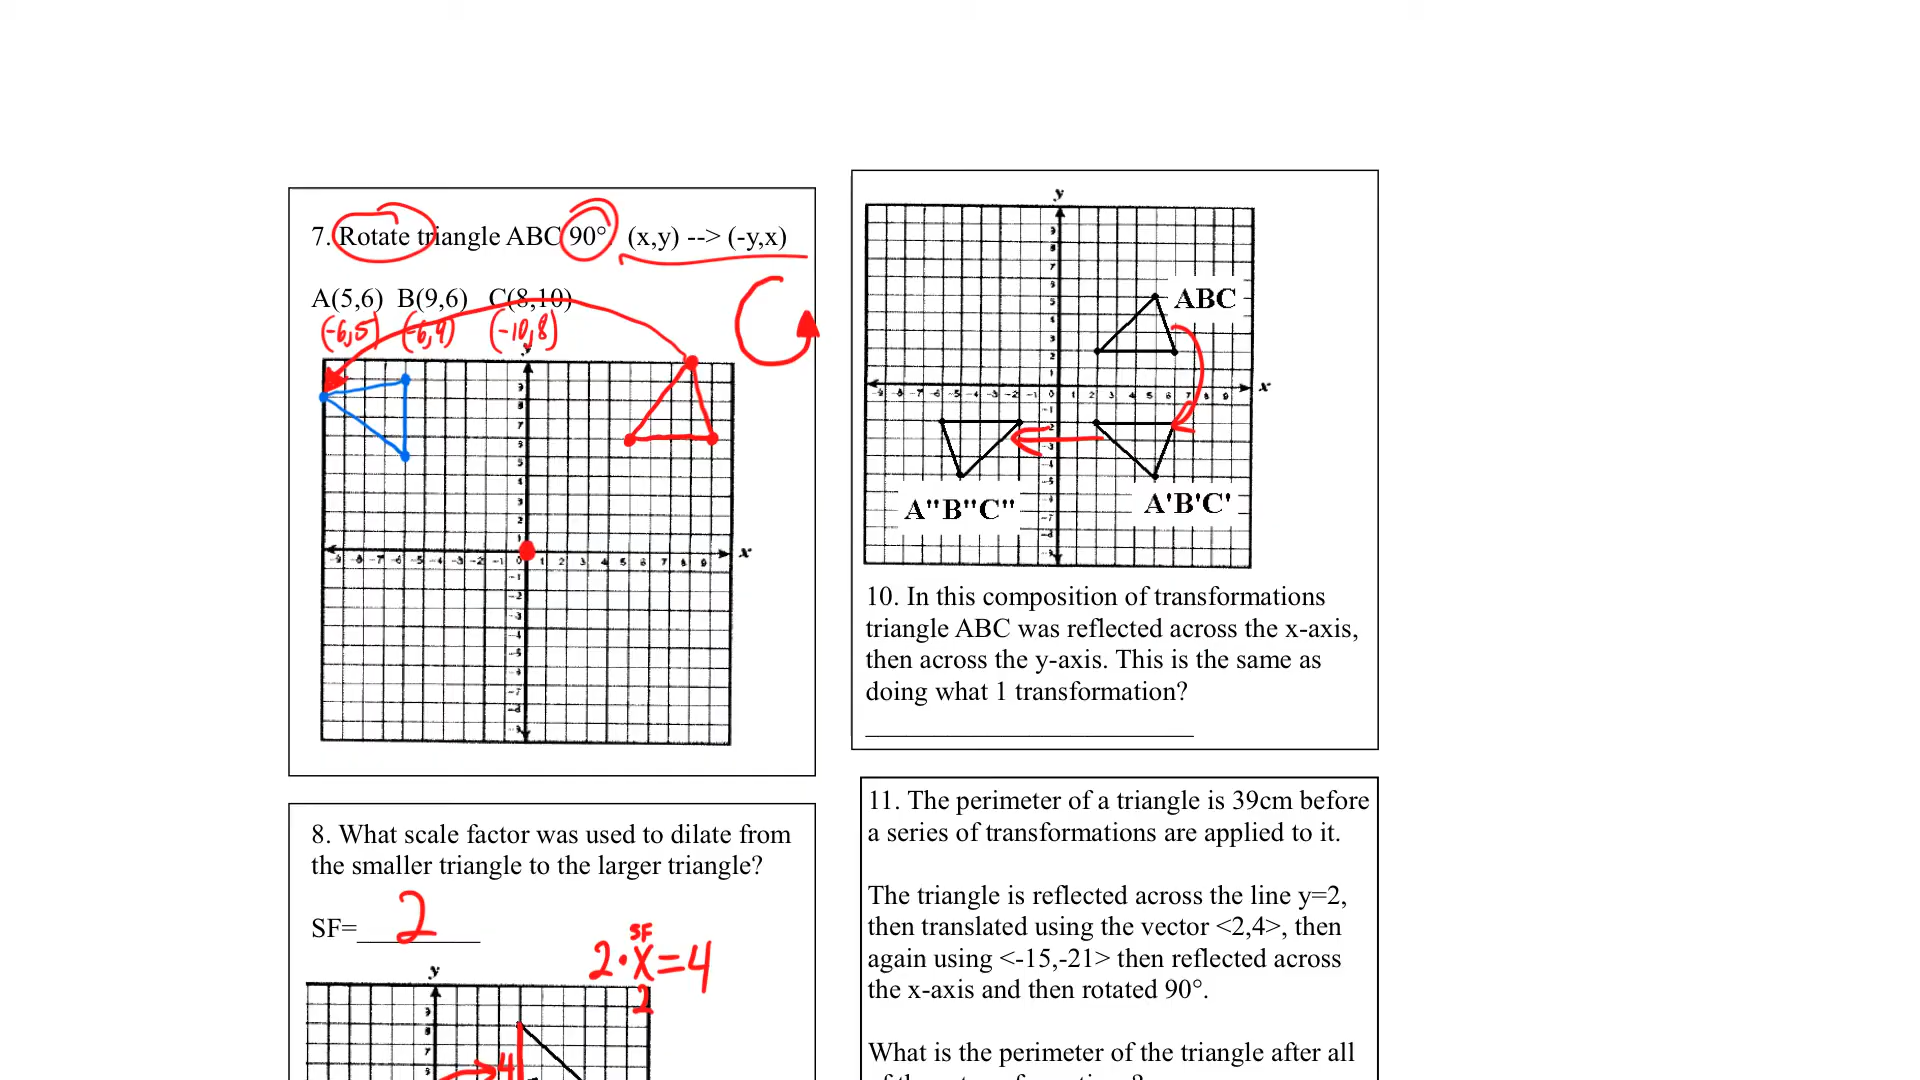 7. Rotate triangle ABC 90°. (x,y) --> (-y,x)
A(5,6) B(9,6) C(8,10)
(-6,5) (-6,9) (-10,8)
y
x
8. What scale factor was used to dilate from
the smaller triangle to the larger triangle?
SF= 2
SF
2·x=4
2
y
4
y
ABC
x
A"B"C"
A'B'C'
10. In this composition of transformations
triangle ABC was reflected across the x-axis,
then across the y-axis. This is the same as
doing what 1 transformation?
11. The perimeter of a triangle is 39cm before
a series of transformations are applied to it.
The triangle is reflected across the line y=2,
then translated using the vector <2,4>, then
again using <-15,-21> then reflected across
the x-axis and then rotated 90°.
What is the perimeter of the triangle after all